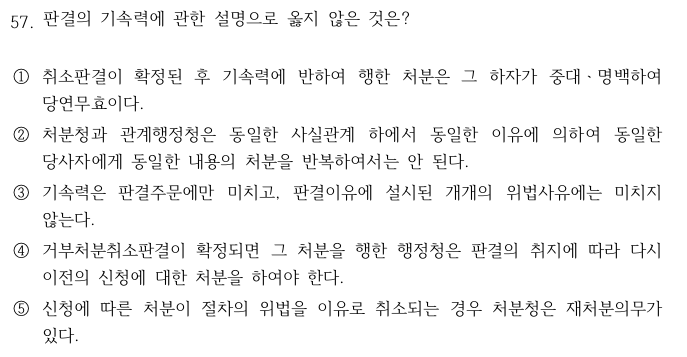 57. 판결의 기속력에 관한 설명으로 옳지 않은 것은?
① 취소판결이 확정된 후 기속력에 반하여 행한 처분은 그 하자가 중대ㆍ명백하여
당연무효이다.
② 처분청과 관계행정청은 동일한 사실관계 하에서 동일한 이유에 의하여 동일한
당사자에게 동일한 내용의 처분을 반복하여서는 안 된다.
③ 기속력은 판결주문에만 미치고, 판결이유에 설시된 개개의 위법사유에는 미치지
않는다.
④ 거부처분취소판결이 확정되면 그 처분을 행한 행정청은 판결의 취지에 따라 다시
이전의 신청에 대한 처분을 하여야 한다.
⑤ 신청에 따른 처분이 절차의 위법을 이유로 취소되는 경우 처분청은 재처분의무가
있다.